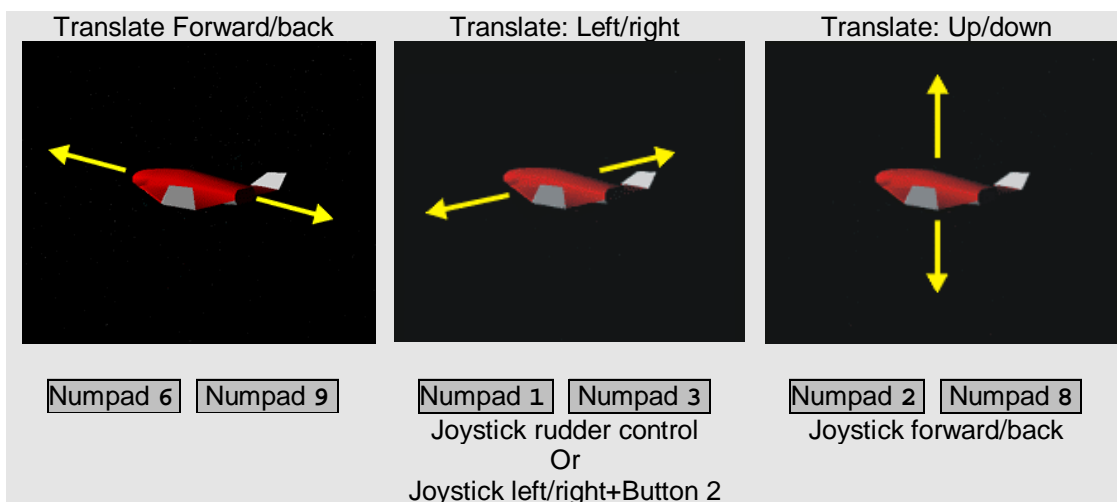 Translate Forward/back
Translate: Left/right
Translate: Up/down
Numpad 6 Numpad 9
Numpad 1 Numpad 3
Numpad 2 Numpad 8
Joystick rudder control
Or
Joystick left/right+Button 2
Joystick forward/back